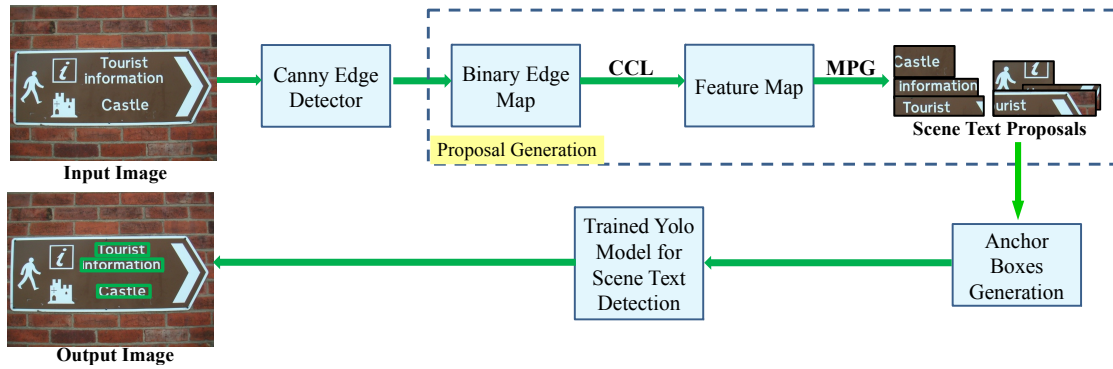 Tourist
information
Castle
Input Image
Canny Edge
Detector
Binary Edge
Map
CCL
Feature Map
MPG
Castle
Information
Tourist
i
ourist
Scene Text Proposals
Proposal Generation
i
Tourist
information
Castle
Output Image
Trained Yolo
Model for
Scene Text
Detection
Anchor
Boxes
Generation